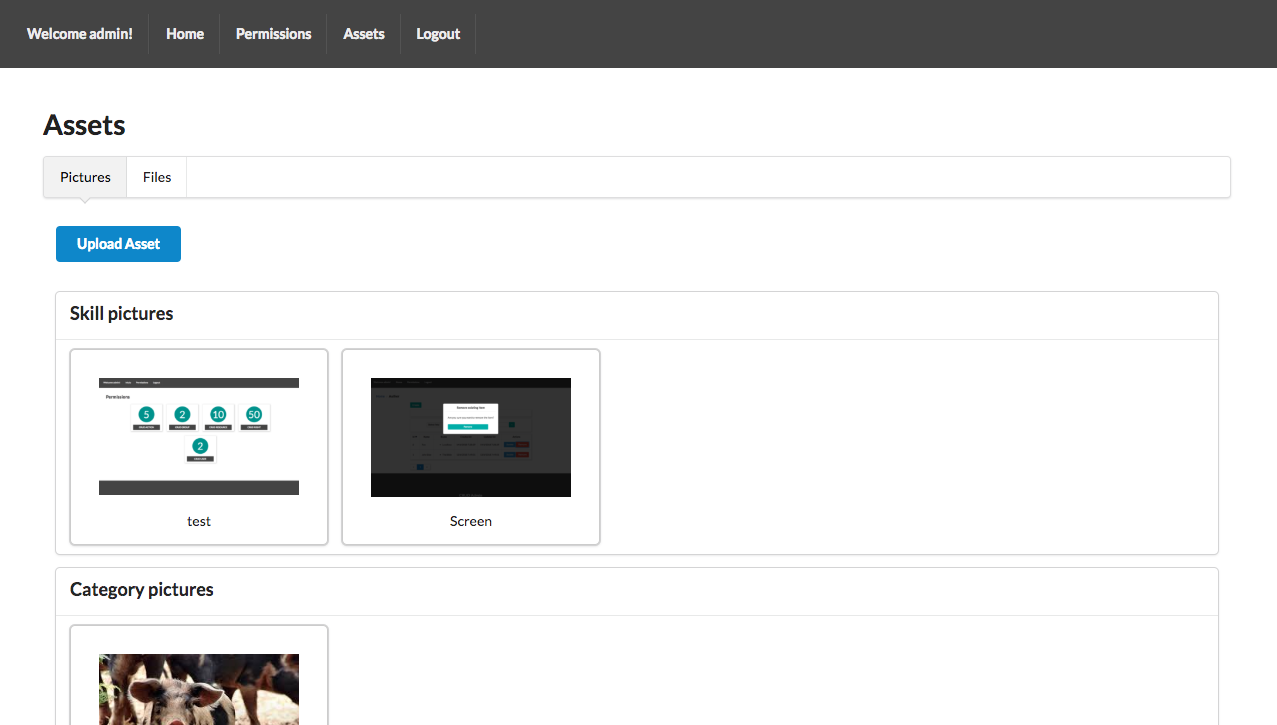 Welcome admin! Home Permissions Assets Logout
Assets
Pictures Files
Upload Asset
Skill pictures
Permissions
5 2 10 50
2
test
Screen
Category pictures